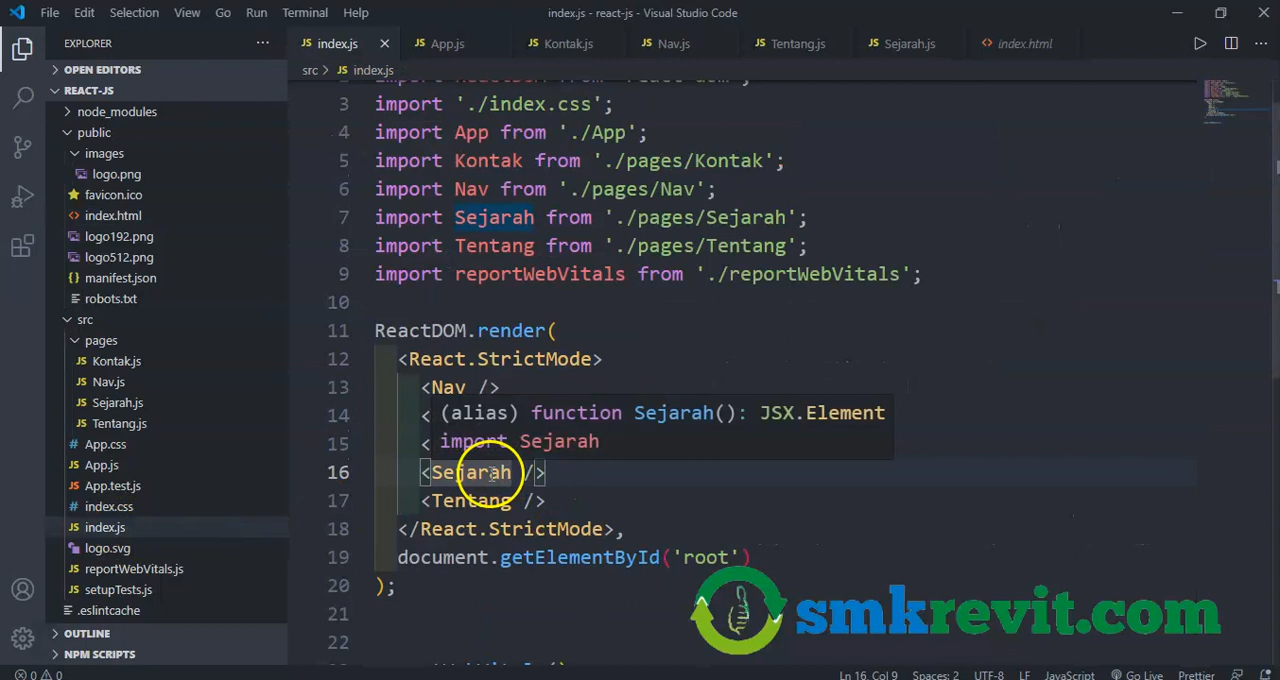 File Edit Selection View Go Run Terminal Help
index.js - react-js - Visual Studio Code
EXPLORER
OPEN EDITORS
REACT-JS
node_modules
public
images
logo.png
favicon.ico
index.html
logo192.png
logo512.png
manifest.json
robots.txt
src
pages
Kontak.js
Nav.js
Sejarah.js
Tentang.js
App.css
App.js
App.test.js
index.css
index.js
logo.svg
reportWebVitals.js
setupTests.js
.eslintcache
OUTLINE
NPM SCRIPTS
index.js App.js Kontak.js Nav.js Tentang.js Sejarah.js index.html
src > index.js
3 import './index.css';
4 import App from './App';
5 import Kontak from './pages/Kontak';
6 import Nav from './pages/Nav';
7 import Sejarah from './pages/Sejarah';
8 import Tentang from './pages/Tentang';
9 import reportWebVitals from './reportWebVitals';
10
11 ReactDOM.render(
12 <React.StrictMode>
13 <Nav />
14 <
(alias) function Sejarah(): JSX.Element
15 <
import Sejarah
16 <Sejarah />
17 <Tentang />
18 </React.StrictMode>,
19 document.getElementById('root')
20 );
21
22
smkrevit.com
0 0
Ln 16, Col 9 Spaces: 2 UTF-8 LF JavaScript Go Live Prettier